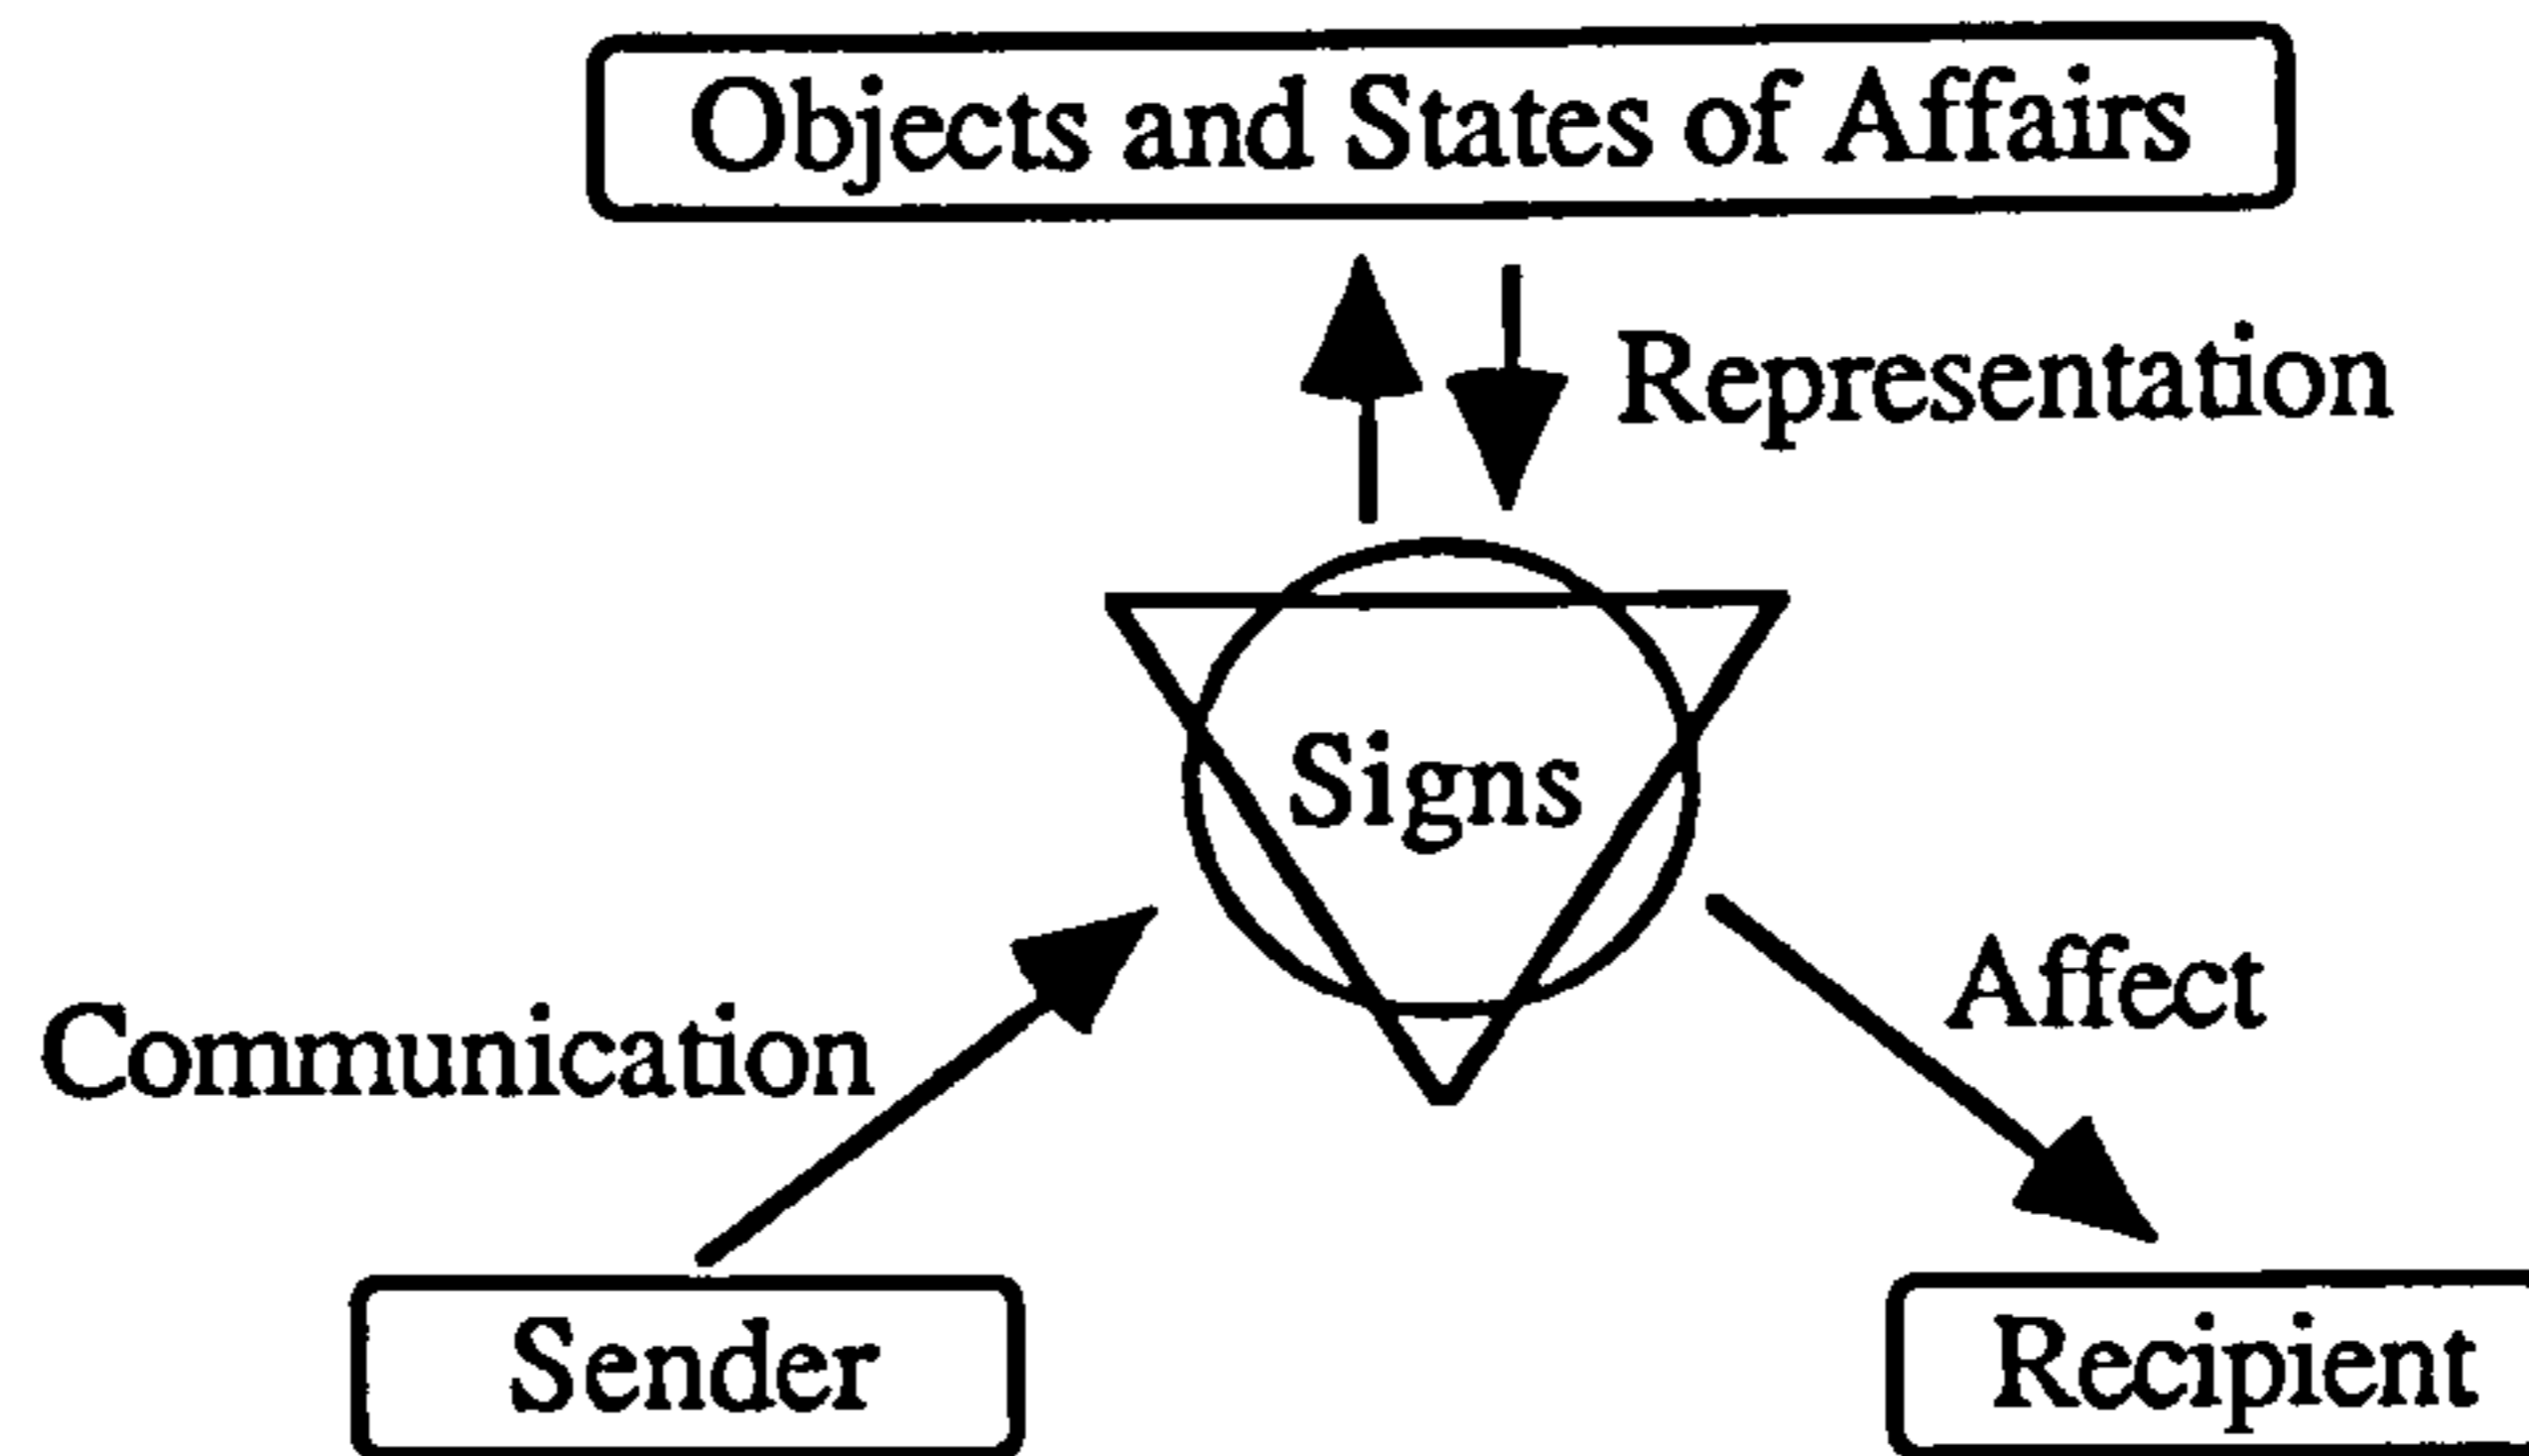 Objects and States of Affairs
Representation
Signs
Affect
Communication
Sender
Recipient